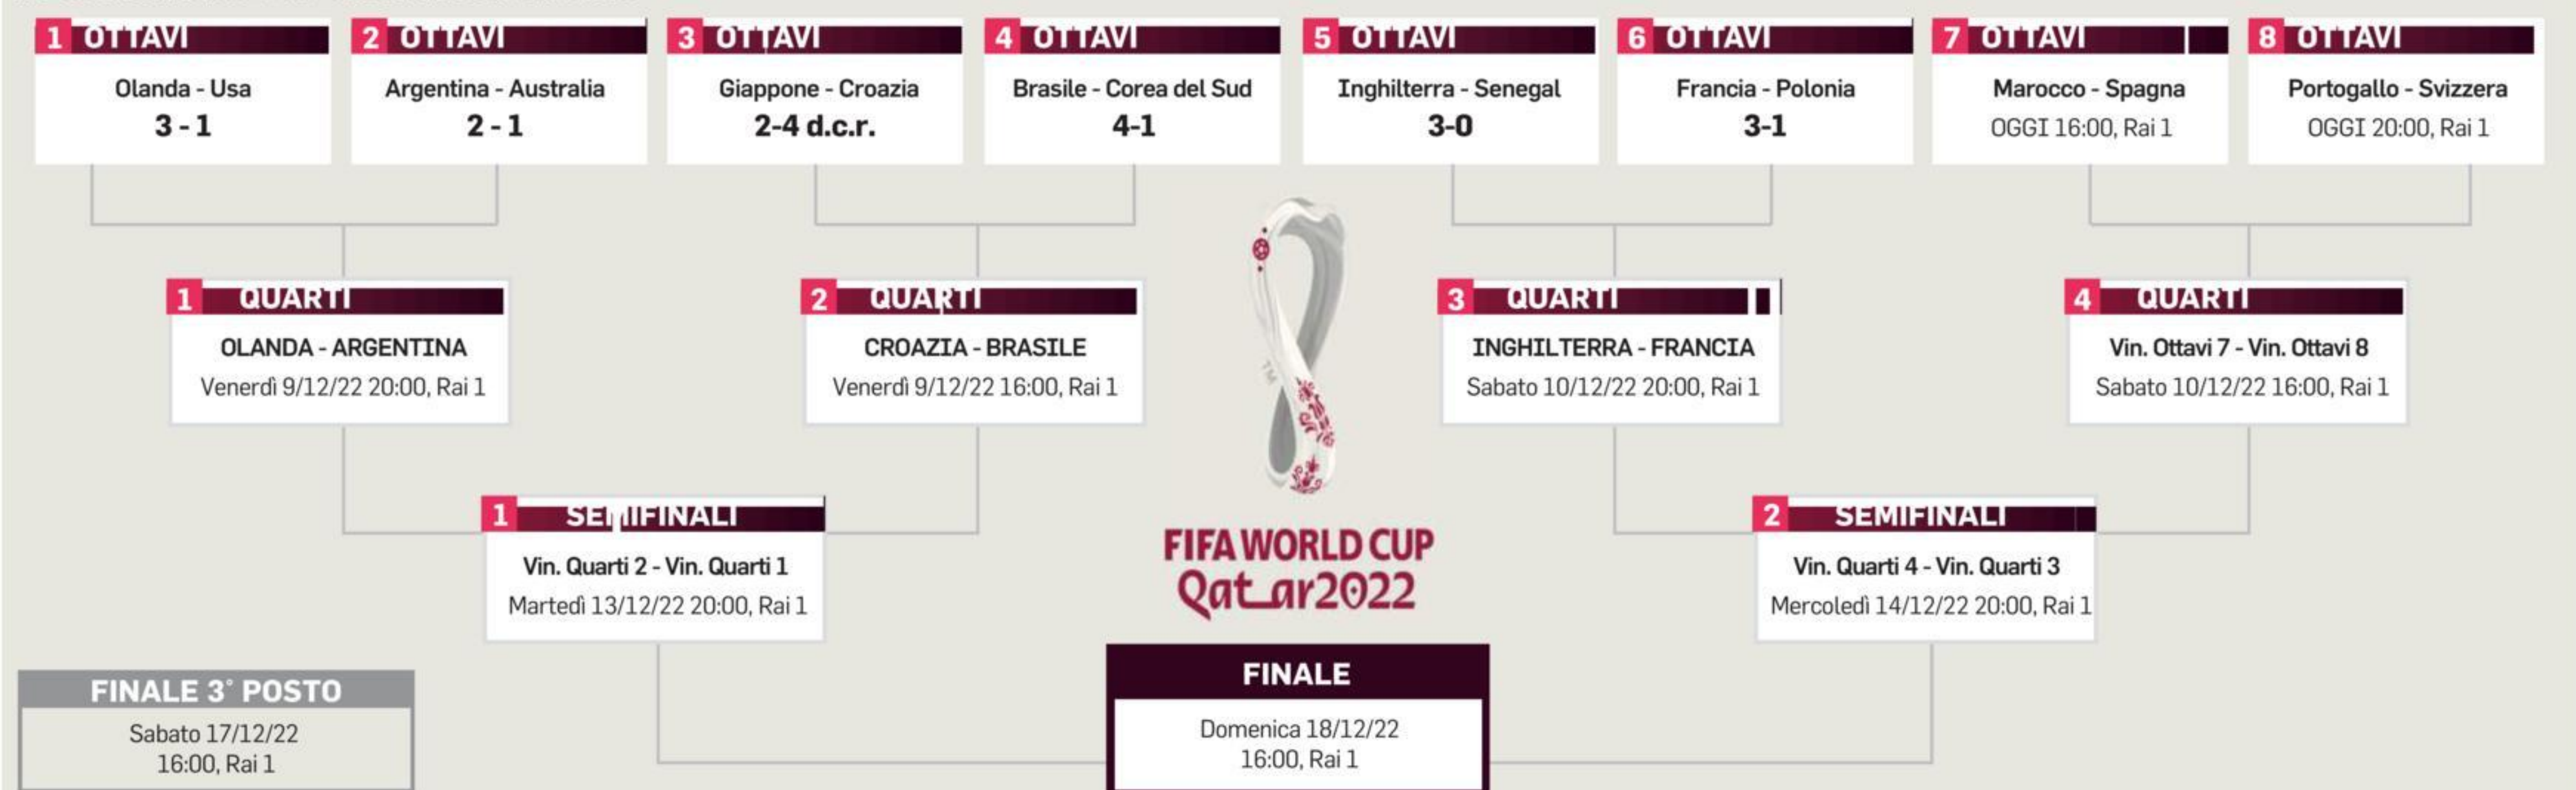 1 OTTAVI
Olanda - Usa
3 - 1
2 OTTAVI
Argentina - Australia
2 - 1
3 OTTAVI
Giappone - Croazia
2-4 d.c.r.
4 OTTAVI
Brasile - Corea del Sud
4-1
5 OTTAVI
Inghilterra - Senegal
3-0
6 OTTAVI
Francia - Polonia
3-1
7 OTTAVI
Marocco - Spagna
OGGI 16:00, Rai 1
8 OTTAVI
Portogallo - Svizzera
OGGI 20:00, Rai 1
1 QUARTI
OLANDA - ARGENTINA
Venerdì 9/12/22 20:00, Rai 1
2 QUARTI
CROAZIA - BRASILE
Venerdì 9/12/22 16:00, Rai 1
3 QUARTI
INGHILTERRA - FRANCIA
Sabato 10/12/22 20:00, Rai 1
4 QUARTI
Vin. Ottavi 7 - Vin. Ottavi 8
Sabato 10/12/22 16:00, Rai 1
TM
1 SEMIFINALI
Vin. Quarti 2 - Vin. Quarti 1
Martedì 13/12/22 20:00, Rai 1
FIFA WORLD CUP
Qatar2022
2 SEMIFINALI
Vin. Quarti 4 - Vin. Quarti 3
Mercoledì 14/12/22 20:00, Rai 1
FINALE 3° POSTO
Sabato 17/12/22
16:00, Rai 1
FINALE
Domenica 18/12/22
16:00, Rai 1